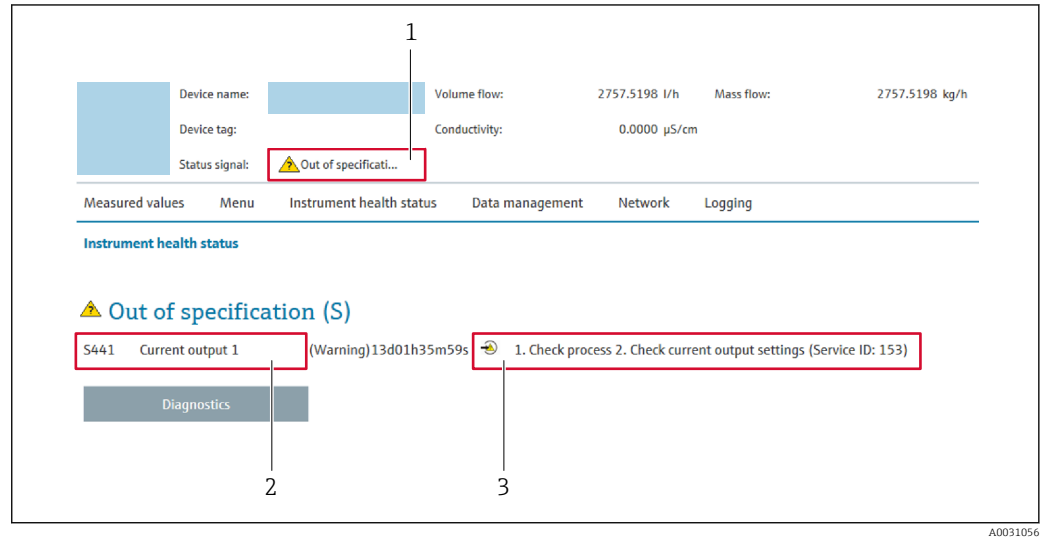 1
Device name: Volume flow: 2757.5198 l/h Mass flow: 2757.5198 kg/h
Device tag: Conductivity: 0.0000 µS/cm
Status signal: Out of specificati...
Measured values Menu Instrument health status Data management Network Logging
Instrument health status
Out of specification (S)
S441 Current output 1 (Warning)13d01h35m59s 1. Check process 2. Check current output settings (Service ID: 153)
Diagnostics
2 3
A0031056